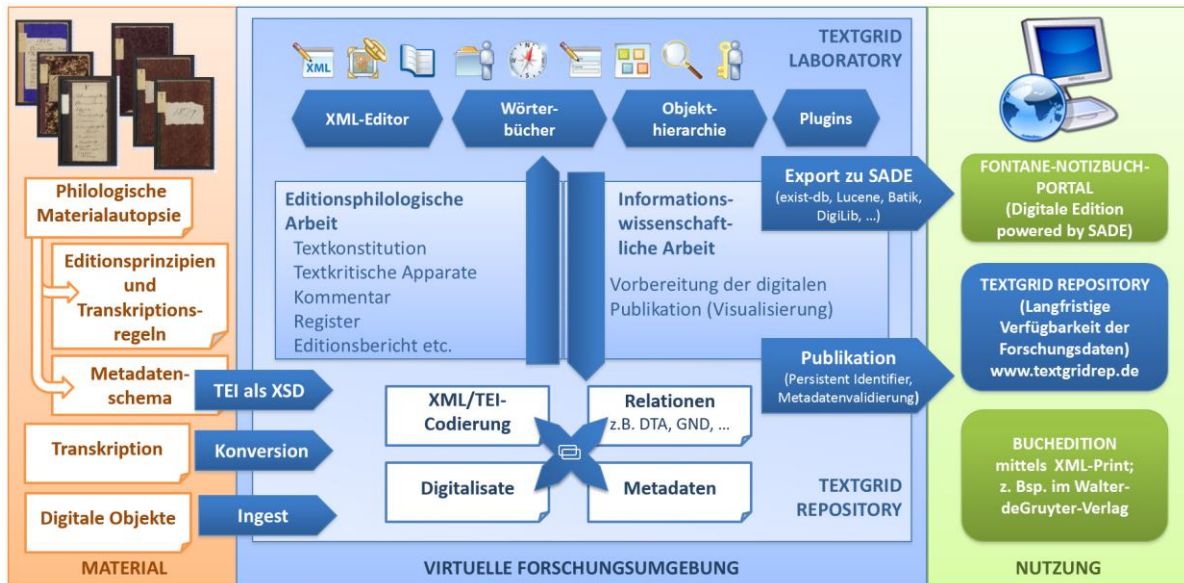 Philologische
Materialautopsie
Editionsprinzipien
und
Transkriptions-
regeln
Metadaten-
schema
Transkription
Digitale Objekte
MATERIAL
TEI als XSD
Konversion
Ingest
XML
TEXTGRID
LABORATORY
XML-Editor
Wörter-
bücher
Objekt-
hierarchie
Plugins
Editionsphilologische
Arbeit
Textkonstitution
Textkritische Apparate
Kommentar
Register
Editionsbericht etc.
Informations-
wissenschaft-
liche Arbeit
Vorbereitung der digitalen
Publikation (Visualisierung)
Export zu SADE
(exist-db, Lucene, Batik,
DigiLib, ...)
Publikation
(Persistent Identifier,
Metadatenvalidierung)
XML/TEI-
Codierung
Relationen
z.B. DTA, GND, ...
Digitalisate
Metadaten
TEXTGRID
REPOSITORY
VIRTUELLE FORSCHUNGSUMGEBUNG
FONTANE-NOTIZBUCH-
PORTAL
(Digitale Edition
powered by SADE)
TEXTGRID REPOSITORY
(Langfristige
Verfügbarkeit der
Forschungsdaten)
www.textgridrep.de
BUCHEDITION
mittels XML-Print;
z. Bsp. im Walter-
deGruyter-Verlag
NUTZUNG